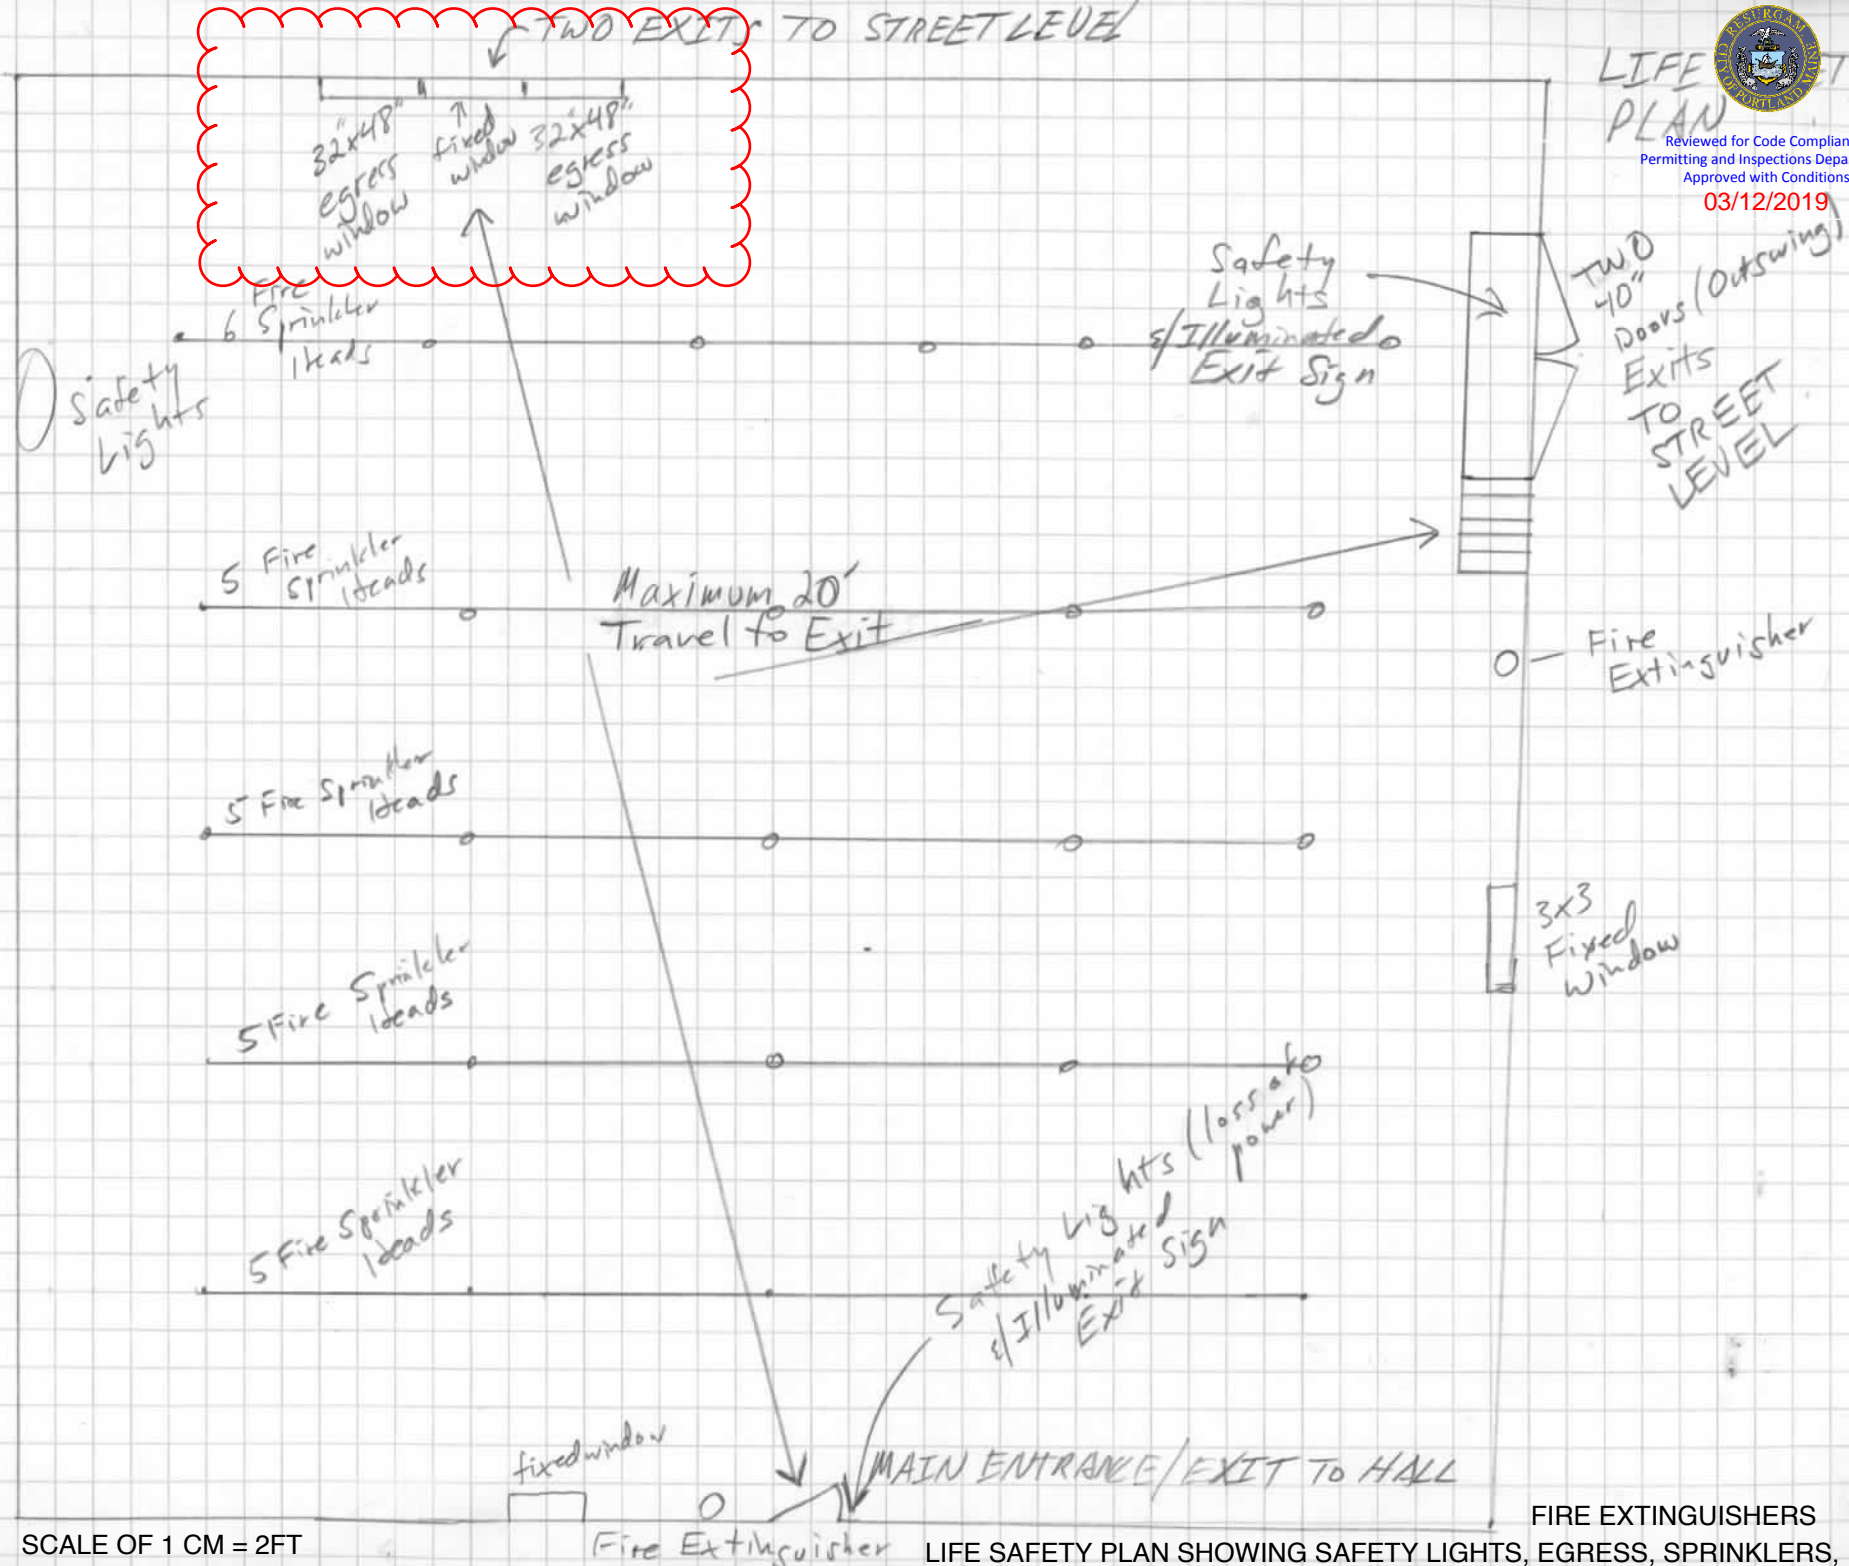 TWO EXITS TO STREET LEVEL
LIFE
PLAN
RESURGAM
CITY OF PORTLAND MAINE
Reviewed for Code Complian
Permitting and Inspections Depa
Approved with Conditions
03/12/2019
32"x48"
egress
window
fixed
window
32"x48"
egress
window
TWO
40"
Doors (Outswing)
Exits
TO
STREET
LEVEL
Safety
Lights
&/Illuminated
Exit Sign
6 Fire
Sprinkler
Heads
Safety
Lights
5 Fire
Sprinkler
Heads
Maximum 20'
Travel to Exit
Fire
Extinguisher
5 Fire Sprinkler
Heads
3x3
Fixed
Window
5 Fire Sprinkler
Heads
5 Fire Sprinkler
Heads
Safety Lights (loss of
power)
&/Illuminated
Exit Sign
fixed window
MAIN ENTRANCE/EXIT TO HALL
Fire Extinguisher
SCALE OF 1 CM = 2FT
FIRE EXTINGUISHERS
LIFE SAFETY PLAN SHOWING SAFETY LIGHTS, EGRESS, SPRINKLERS,